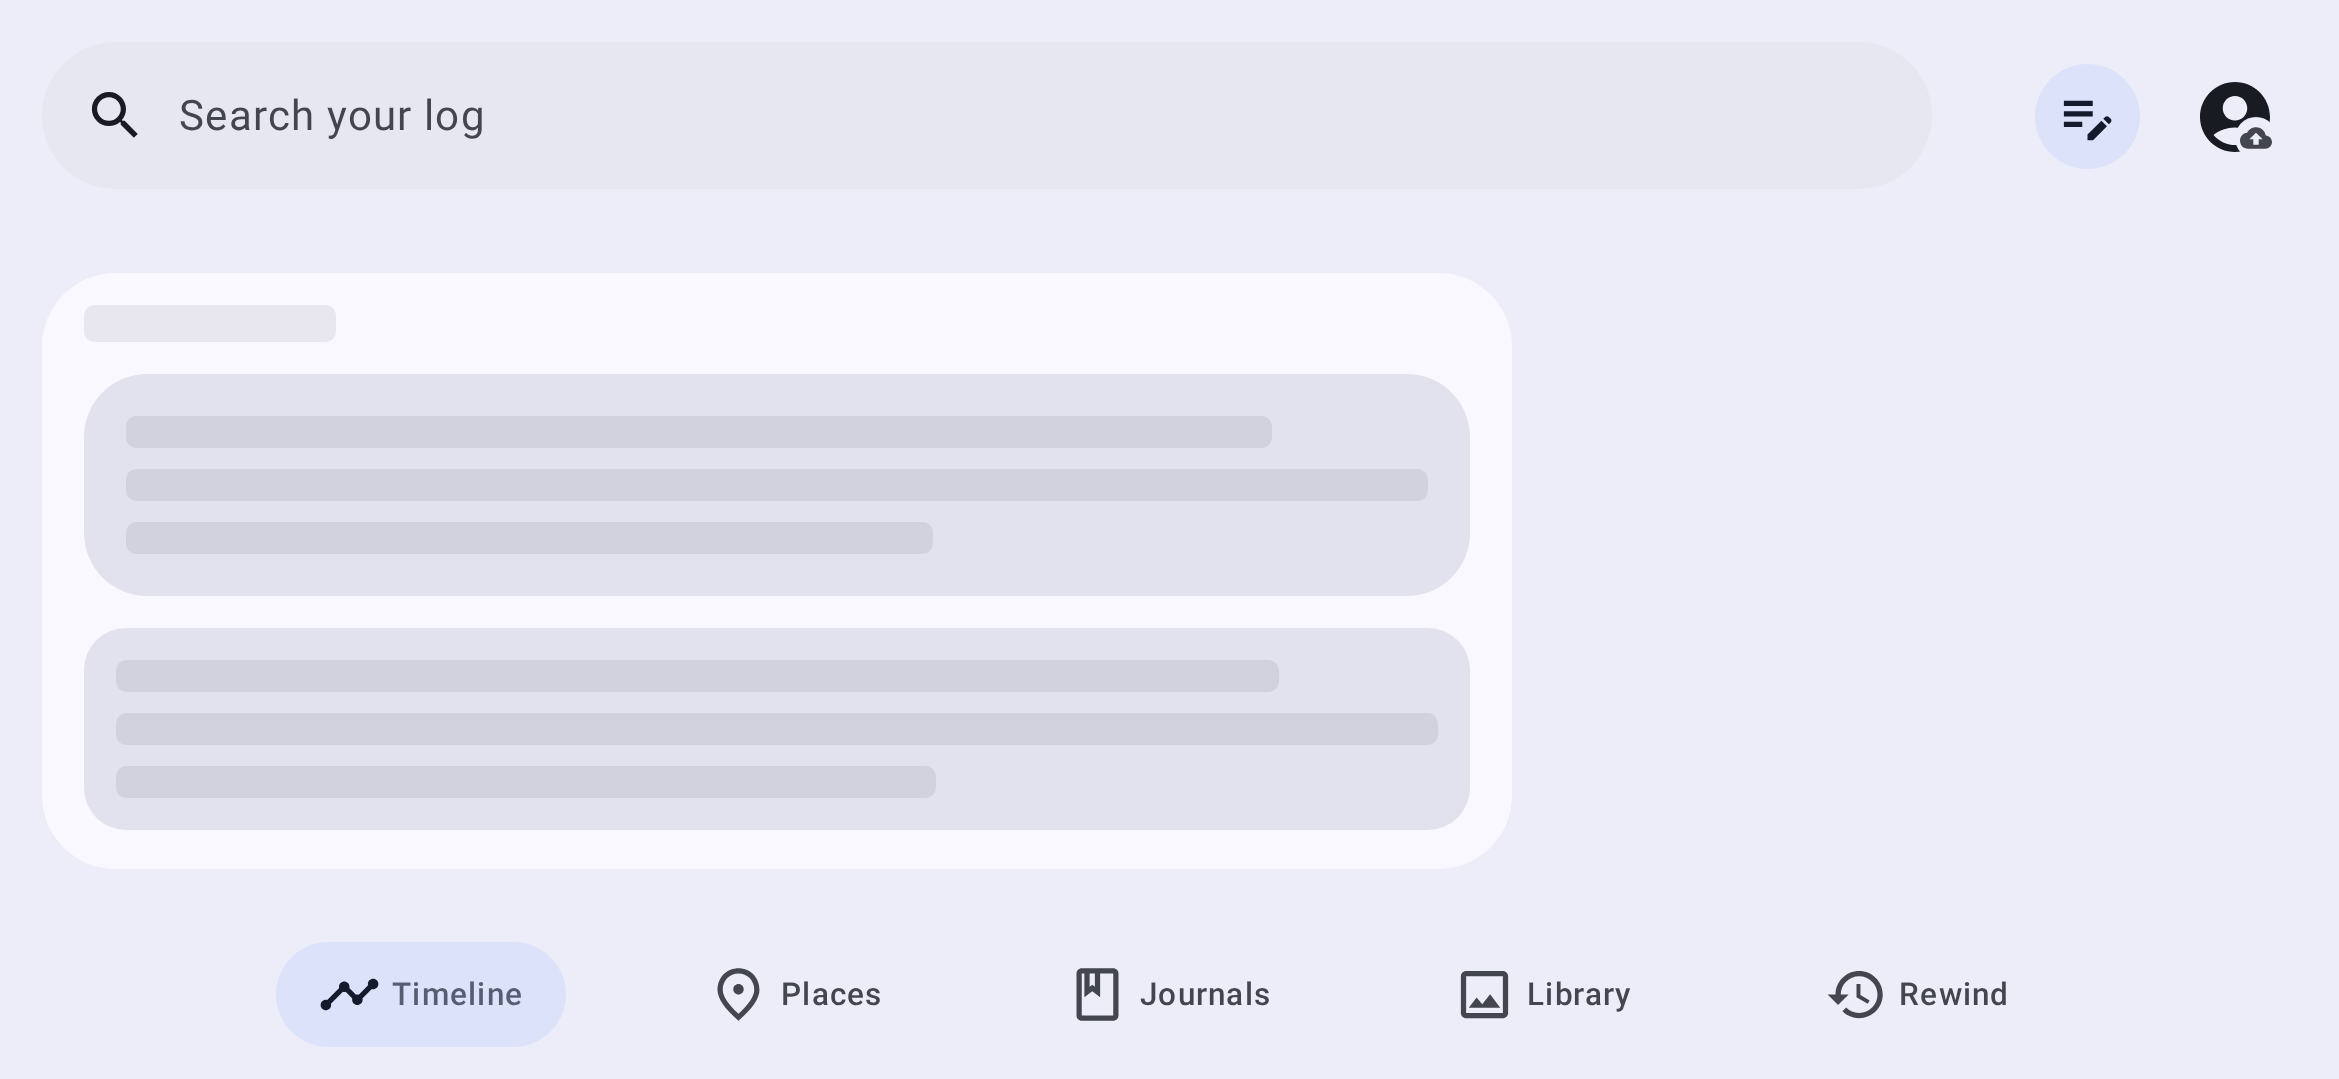 Search your log
Timeline
Places
Journals
Library
Rewind